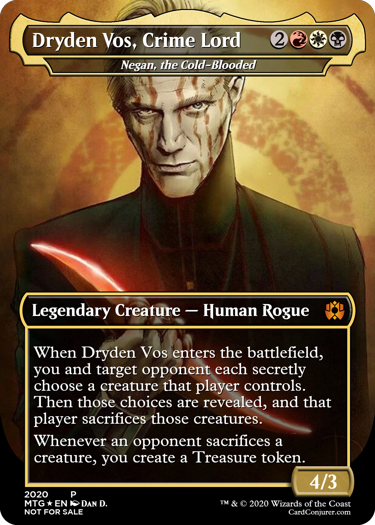 Dryden Vos, Crime Lord 2
Negan, the Cold-Blooded
Legendary Creature — Human Rogue
When Dryden Vos enters the battlefield,
you and target opponent each secretly
choose a creature that player controls.
Then those choices are revealed, and that
player sacrifices those creatures.
Whenever an opponent sacrifices a
creature, you create a Treasure token.
4/3
2020 P
MTG ★ EN DAN D.
NOT FOR SALE
™ & © 2020 Wizards of the Coast
CardConjurer.com